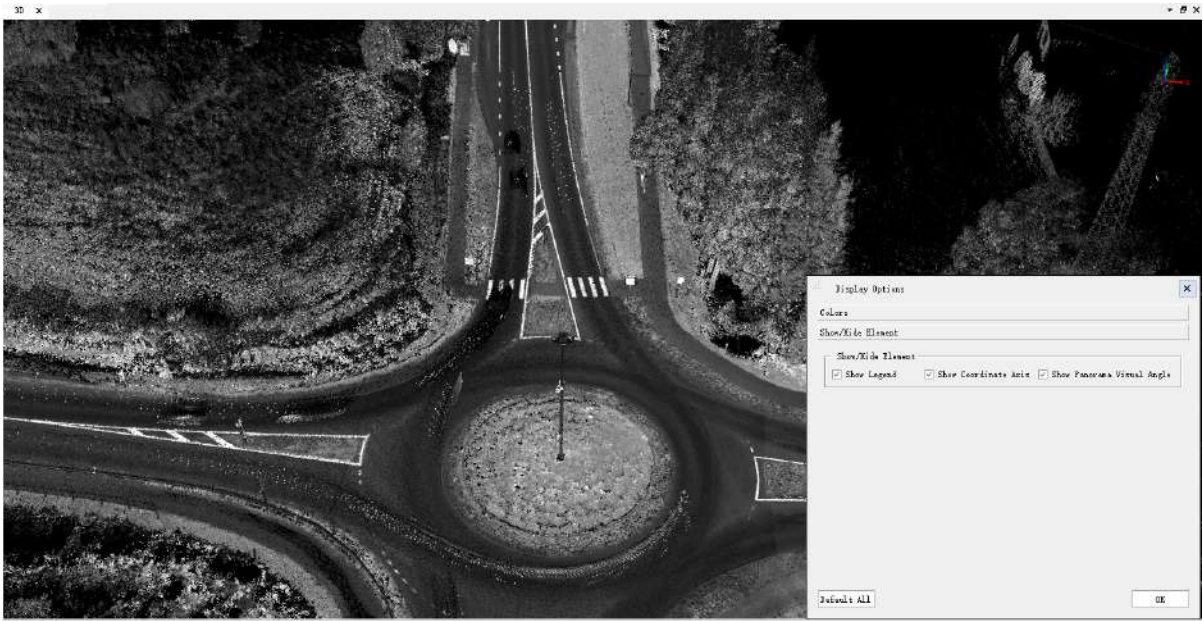 3D
Display Options
Colors
Show/Hide Element
Show/Hide Element
Show Legend Show Coordinate Axis Show Panorama Visual Angle
Default All OK